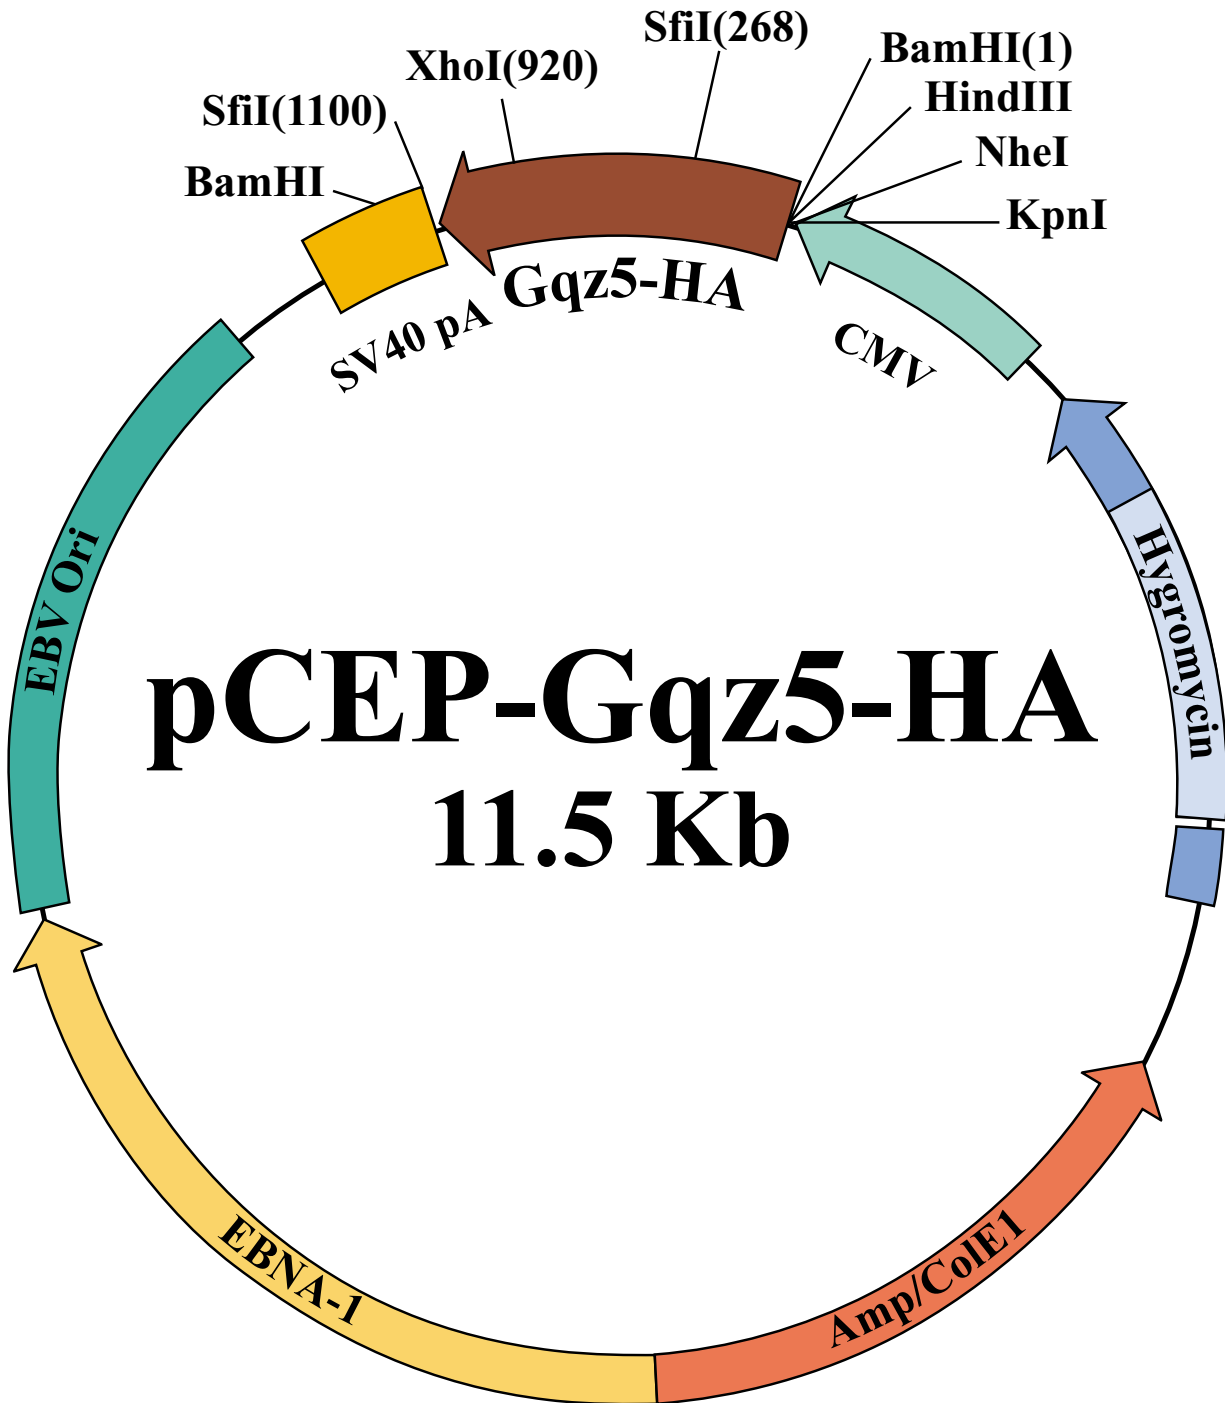 SfiI(268)
BamHI(1)
XhoI(920)
HindIII
SfiI(1100)
NheI
BamHI
KpnI
Gqz5-HA
SV40 pA
CMV
EBV Ori
Hygromycin
pCEP-Gqz5-HA
11.5 Kb
EBNA-1
Amp/ColE1